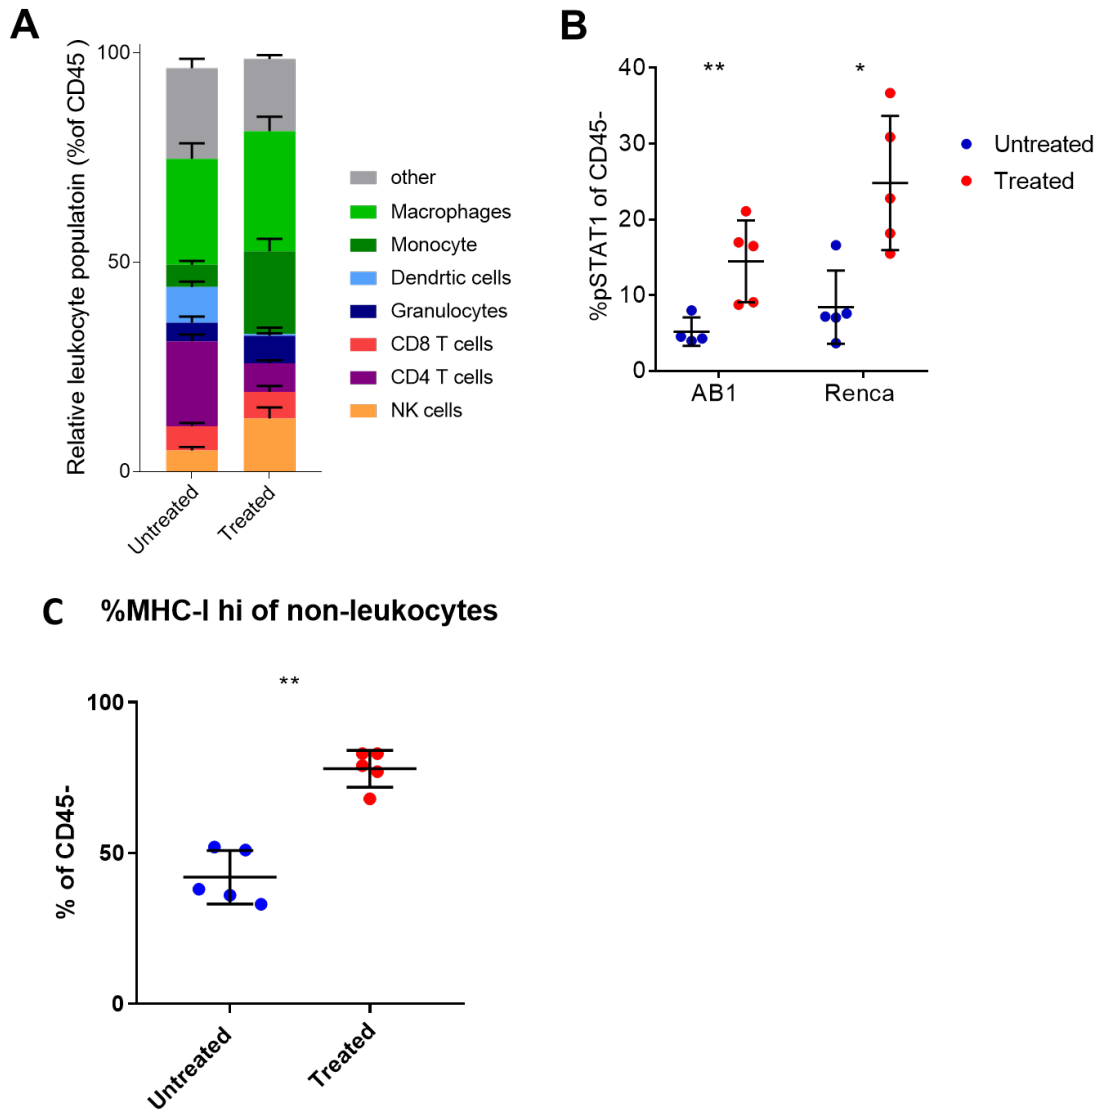 A
Relative leukocyte populatoin (%of CD45 )
100
50
0
Untreated
Treated
other
Macrophages
Monocyte
Dendrtic cells
Granulocytes
CD8 T cells
CD4 T cells
NK cells
B
%pSTAT1 of CD45-
40
30
20
10
0
**
*
AB1
Renca
Untreated
Treated
C
%MHC-I hi of non-leukocytes
**
% of CD45-
100
50
0
Untreated
Treated